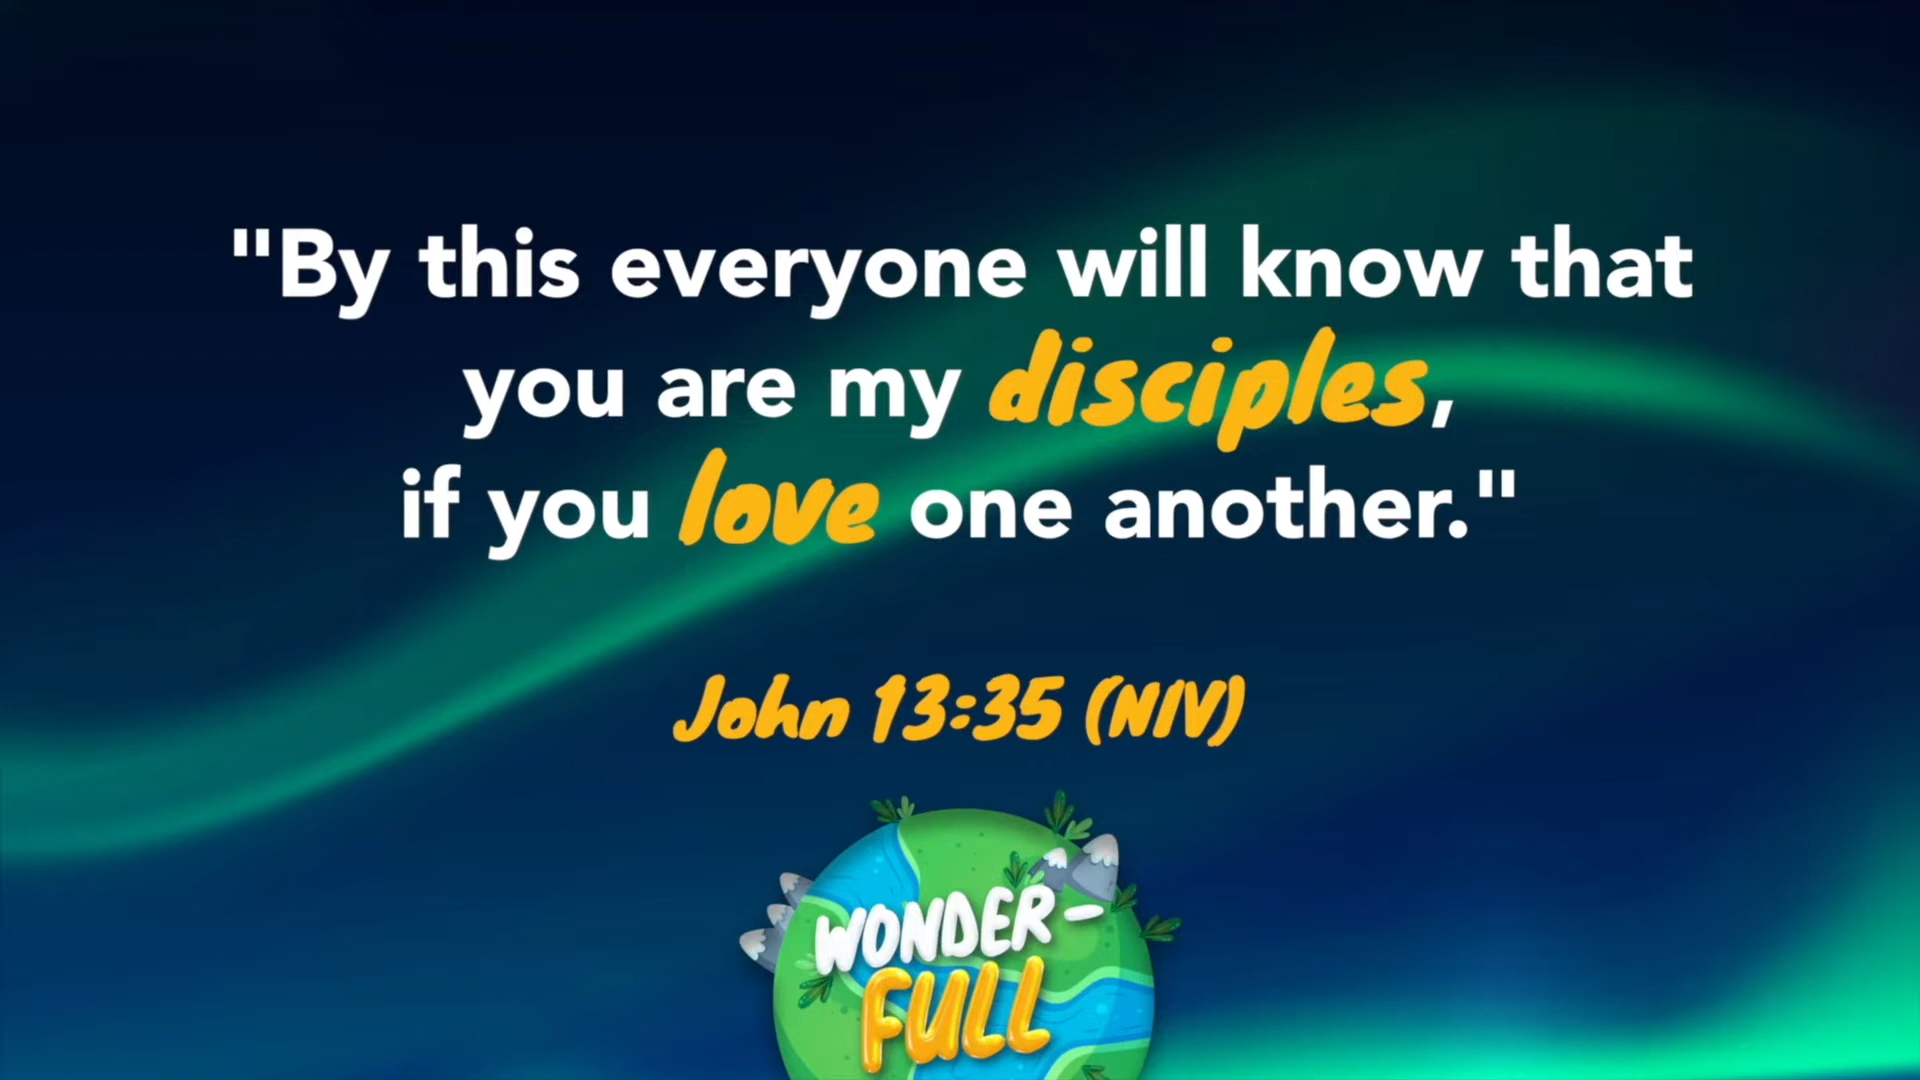 "By this everyone will know that
you are my disciples,
if you love one another."
John 13:35 (NIV)
WONDER-
FULL